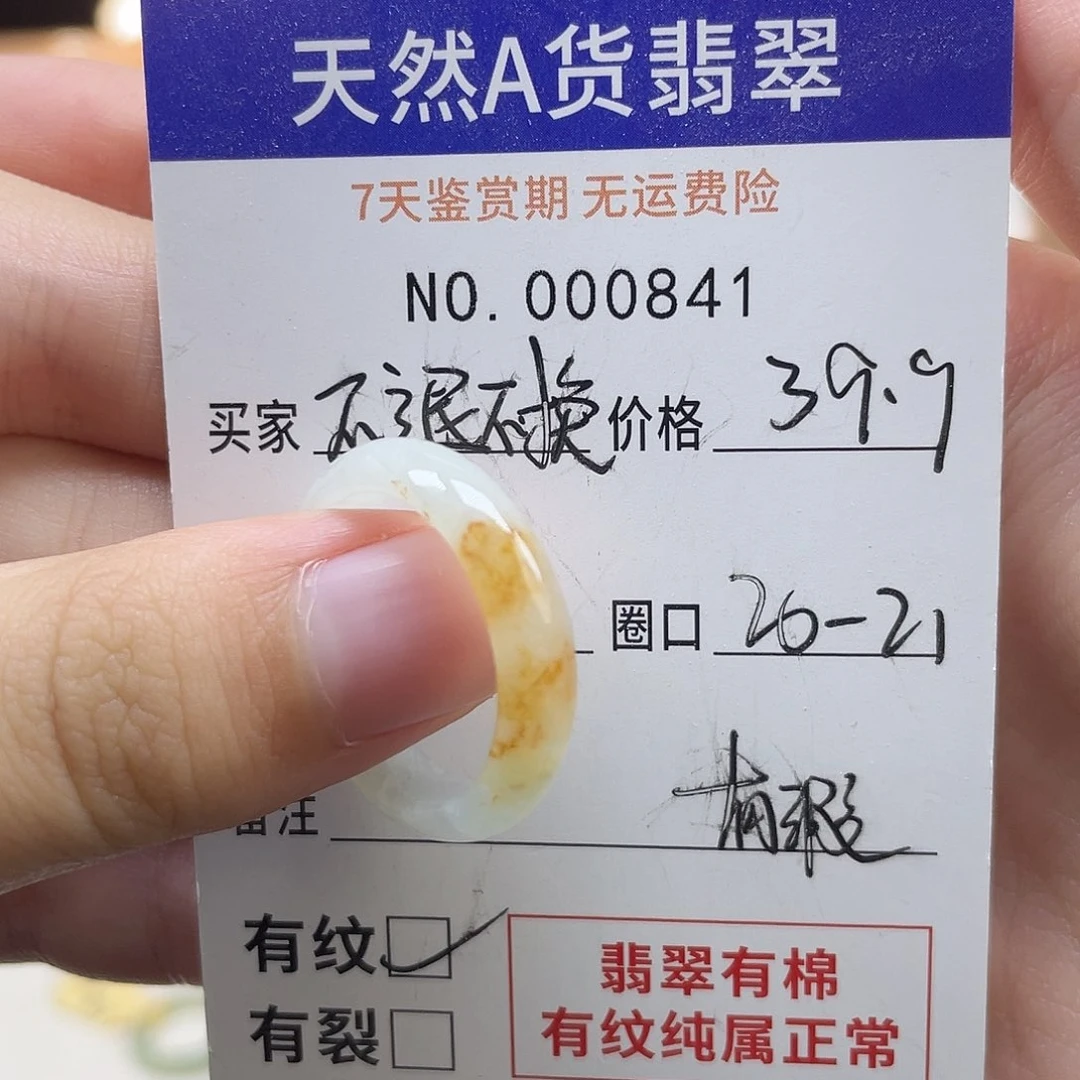 天然A货翡翠
7天鉴赏期 无运费险
NO.000841
买家 不退不换 价格 39.9
圈口 20-21
备注 有瑕
有纹
有裂
翡翠有棉
有纹纯属正常